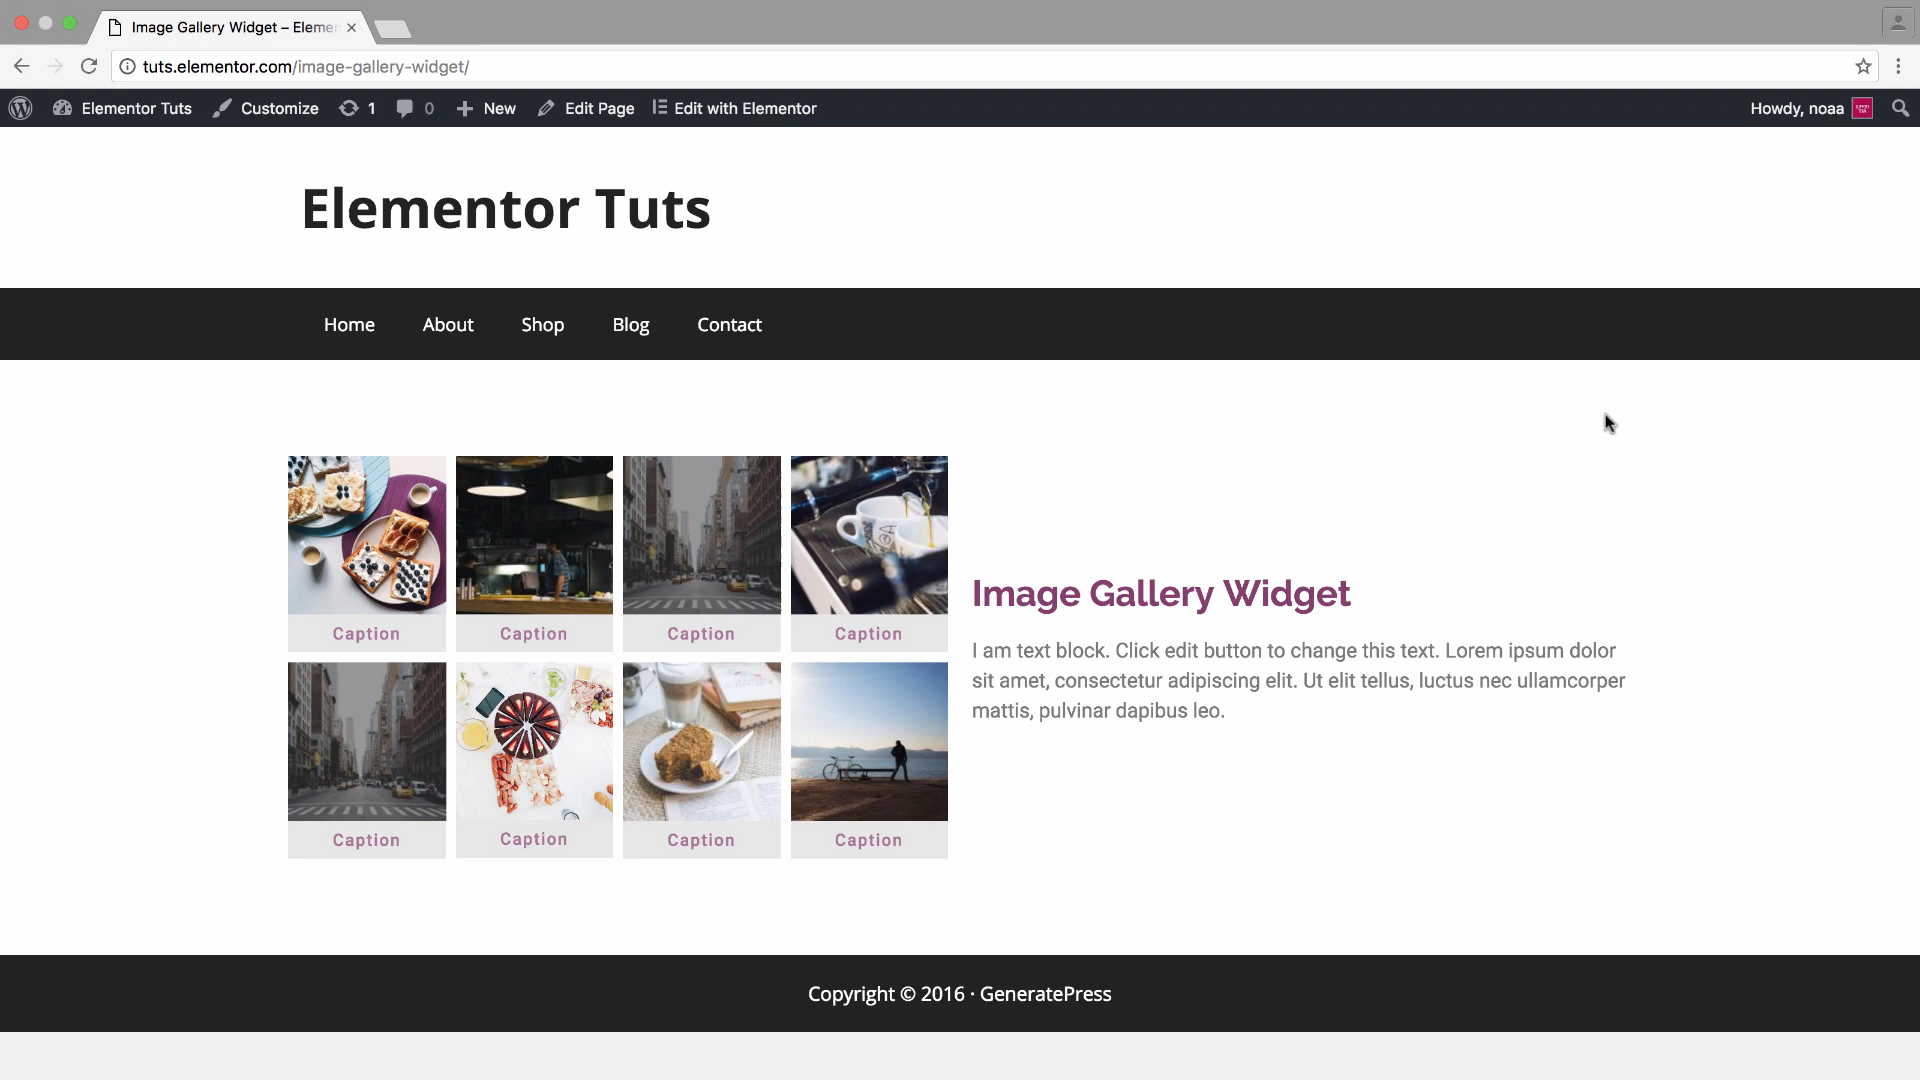 Image Gallery Widget – Elemen
tuts.elementor.com/image-gallery-widget/
Elementor Tuts Customize 1 0 New Edit Page Edit with Elementor Howdy, noaa
Elementor Tuts
Home About Shop Blog Contact
Caption Caption Caption Caption
Image Gallery Widget
I am text block. Click edit button to change this text. Lorem ipsum dolor
sit amet, consectetur adipiscing elit. Ut elit tellus, luctus nec ullamcorper
mattis, pulvinar dapibus leo.
Caption Caption Caption Caption
Copyright © 2016 · GeneratePress